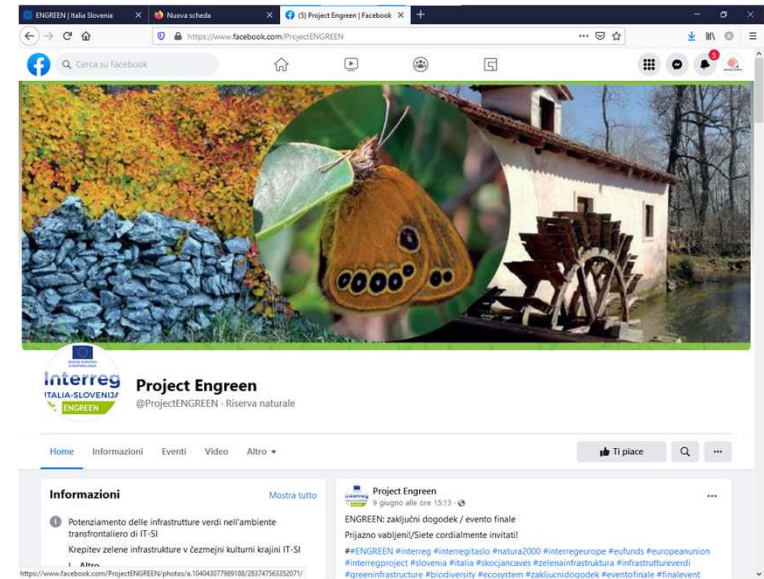 ENGREEN | Italia Slovenia
Nuova scheda
(5) Project Engreen | Facebook
https://www.facebook.com/ProjectENGREEN
Cerca su Facebook
5
Interreg
ITALIA-SLOVENIJA
ENGREEN
Project Engreen
@ProjectENGREEN · Riserva naturale
Home Informazioni Eventi Video Altro
Ti piace
Informazioni
Mostra tutto
Potenziamento delle infrastrutture verdi nell'ambiente
transfrontaliero di IT-SI
Krepitev zelene infrastrukture v čezmejni kulturni krajini IT-SI
Altro
Project Engreen
9 giugno alle ore 15:13 ·
ENGREEN: zaključni dogodek / evento finale
Prijazno vabljeni!/Siete cordialmente invitati!
##ENGREEN #interreg #interregitaslo #natura2000 #interregeurope #eufunds #europeanunion
#interregproject #slovenia #italia #skocjancaves #zelenainfrastruktura #infrastruttureverdi
#greeninfrastructure #biodiversity #ecosystem #zakljucnidogodek #eventofinale #finalevent
https://www.facebook.com/ProjectENGREEN/photos/a.104043077989188/283747563352071/